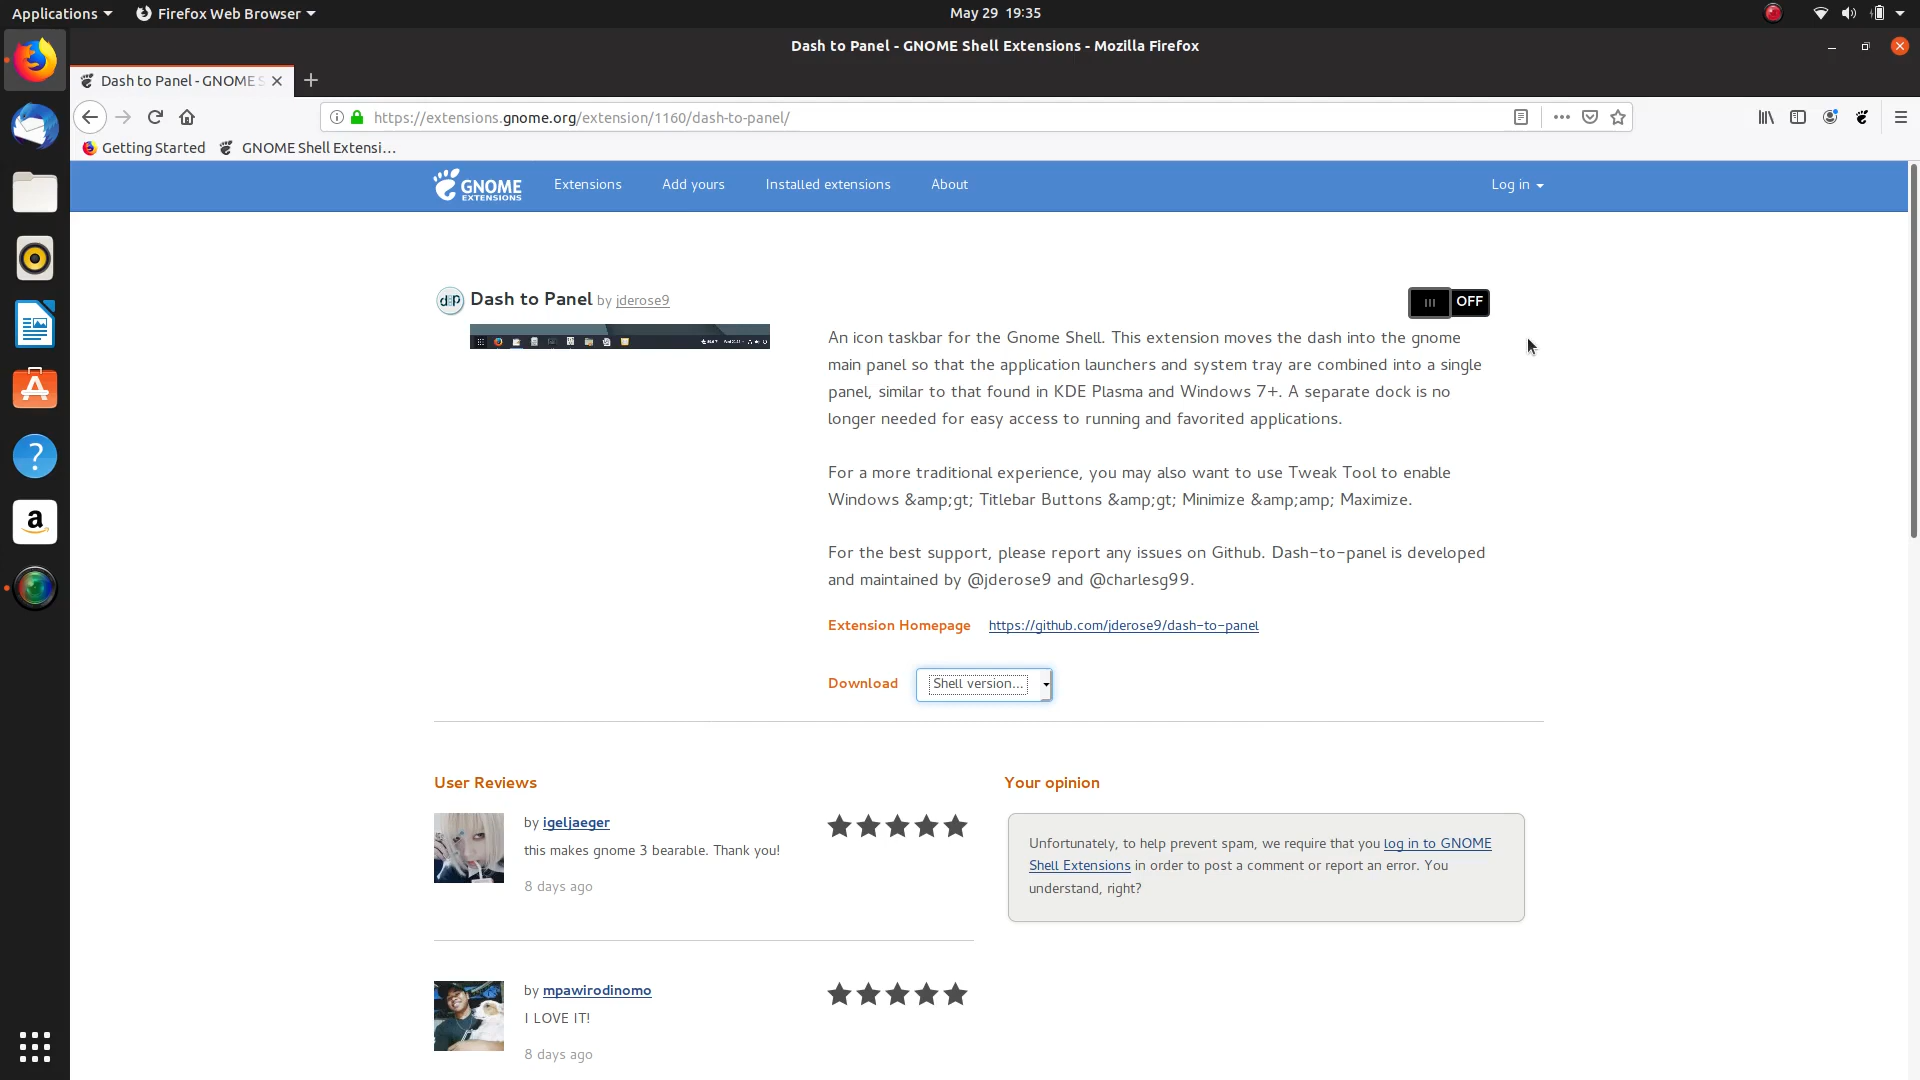 Applications
Firefox Web Browser
May 29 19:35
Dash to Panel - GNOME Shell Extensions - Mozilla Firefox
Dash to Panel - GNOME S
https://extensions.gnome.org/extension/1160/dash-to-panel/
Getting Started
GNOME Shell Extensi…
GNOME
EXTENSIONS
Extensions
Add yours
Installed extensions
About
Log in
d:p
Dash to Panel by jderose9
OFF
An icon taskbar for the Gnome Shell. This extension moves the dash into the gnome
main panel so that the application launchers and system tray are combined into a single
panel, similar to that found in KDE Plasma and Windows 7+. A separate dock is no
longer needed for easy access to running and favorited applications.
For a more traditional experience, you may also want to use Tweak Tool to enable
Windows &amp;gt; Titlebar Buttons &amp;gt; Minimize &amp;amp; Maximize.
For the best support, please report any issues on Github. Dash-to-panel is developed
and maintained by @jderose9 and @charlesg99.
Extension Homepage https://github.com/jderose9/dash-to-panel
Download Shell version...
User Reviews
by igeljaeger
this makes gnome 3 bearable. Thank you!
8 days ago
by mpawirodinomo
I LOVE IT!
8 days ago
Your opinion
Unfortunately, to help prevent spam, we require that you log in to GNOME
Shell Extensions in order to post a comment or report an error. You
understand, right?